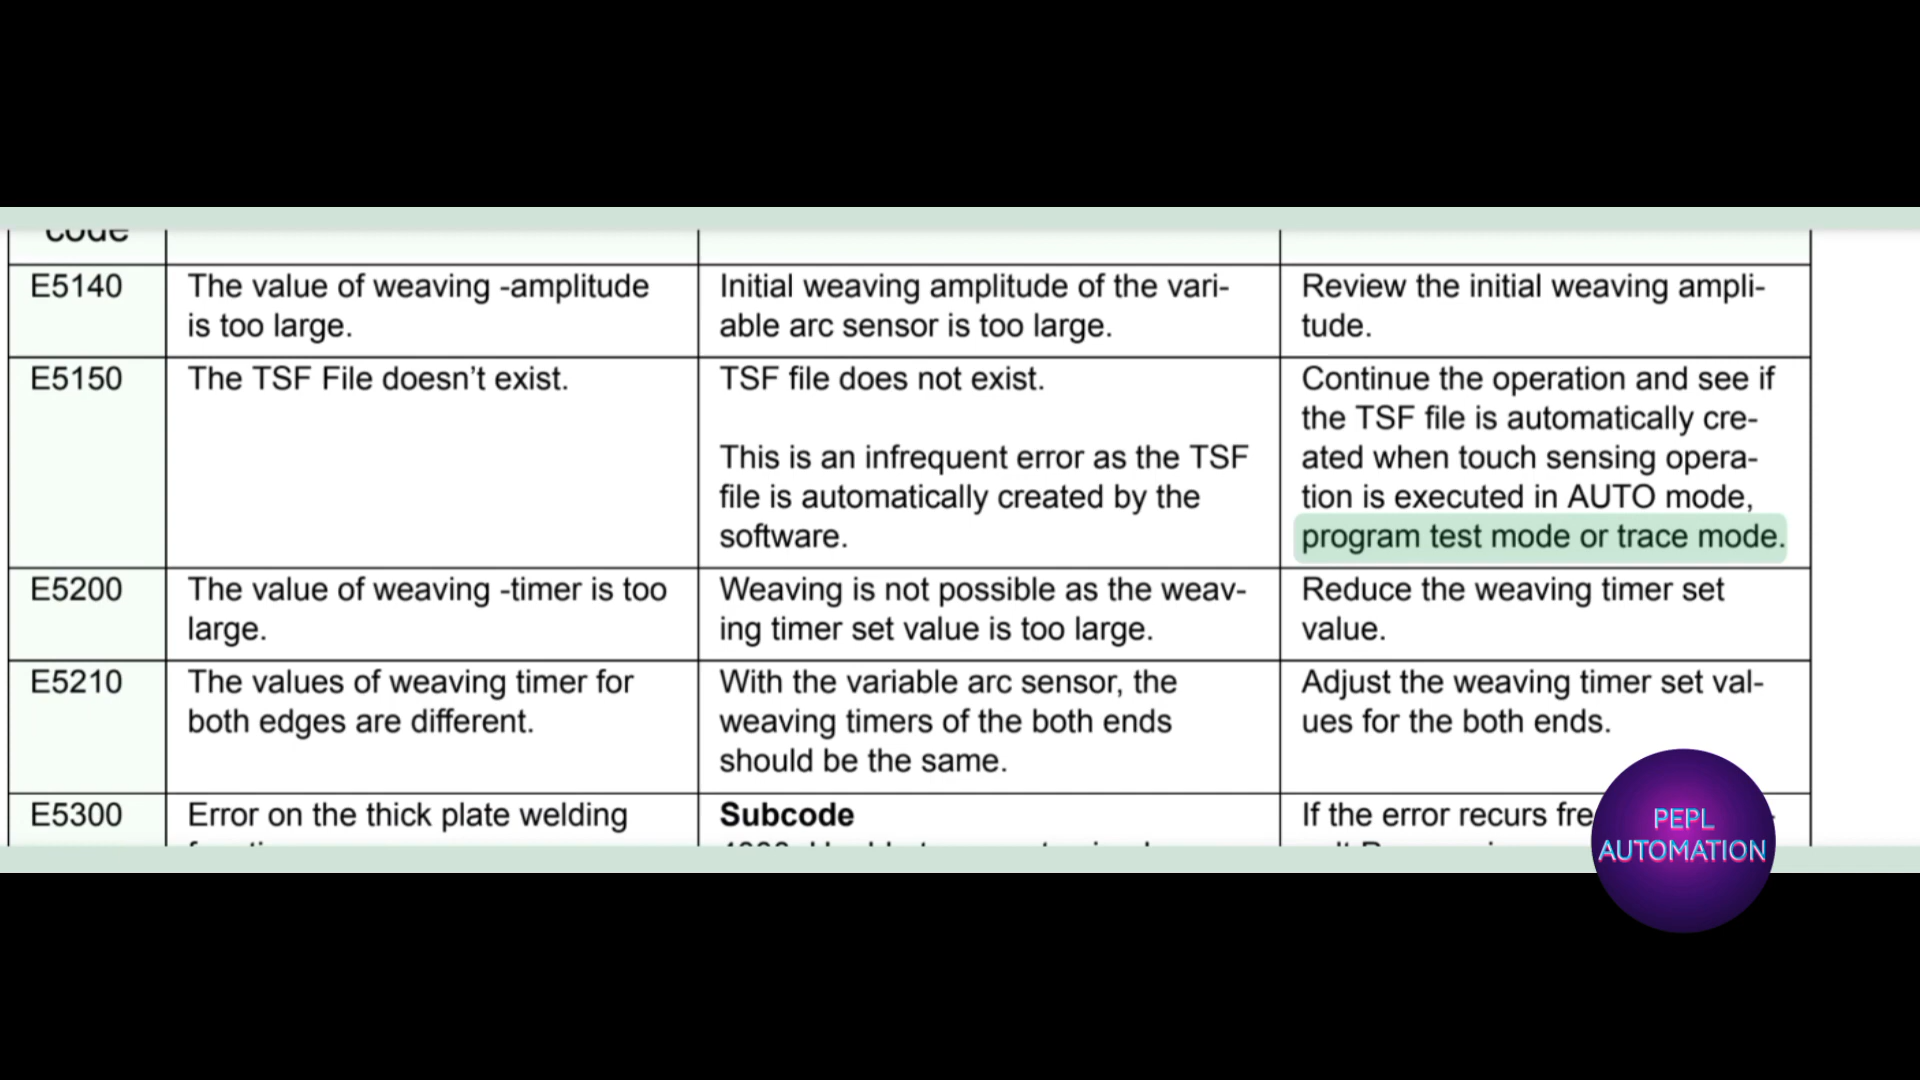 code
E5140
The value of weaving -amplitude
is too large.
Initial weaving amplitude of the vari-
able arc sensor is too large.
Review the initial weaving ampli-
tude.
E5150
The TSF File doesn't exist.
TSF file does not exist.
This is an infrequent error as the TSF
file is automatically created by the
software.
Continue the operation and see if
the TSF file is automatically cre-
ated when touch sensing opera-
tion is executed in AUTO mode,
program test mode or trace mode.
E5200
The value of weaving -timer is too
large.
Weaving is not possible as the weav-
ing timer set value is too large.
Reduce the weaving timer set
value.
E5210
The values of weaving timer for
both edges are different.
With the variable arc sensor, the
weaving timers of the both ends
should be the same.
Adjust the weaving timer set val-
ues for the both ends.
E5300
Error on the thick plate welding
Subcode
If the error recurs
PEPL
AUTOMATION